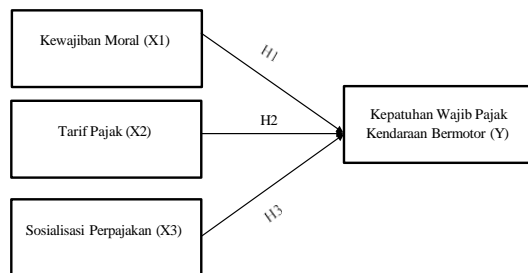 Kewajiban Moral (X1)
H1
Tarif Pajak (X2)
H2
Kepatuhan Wajib Pajak
Kendaraan Bermotor (Y)
Sosialisasi Perpajakan (X3)
H3